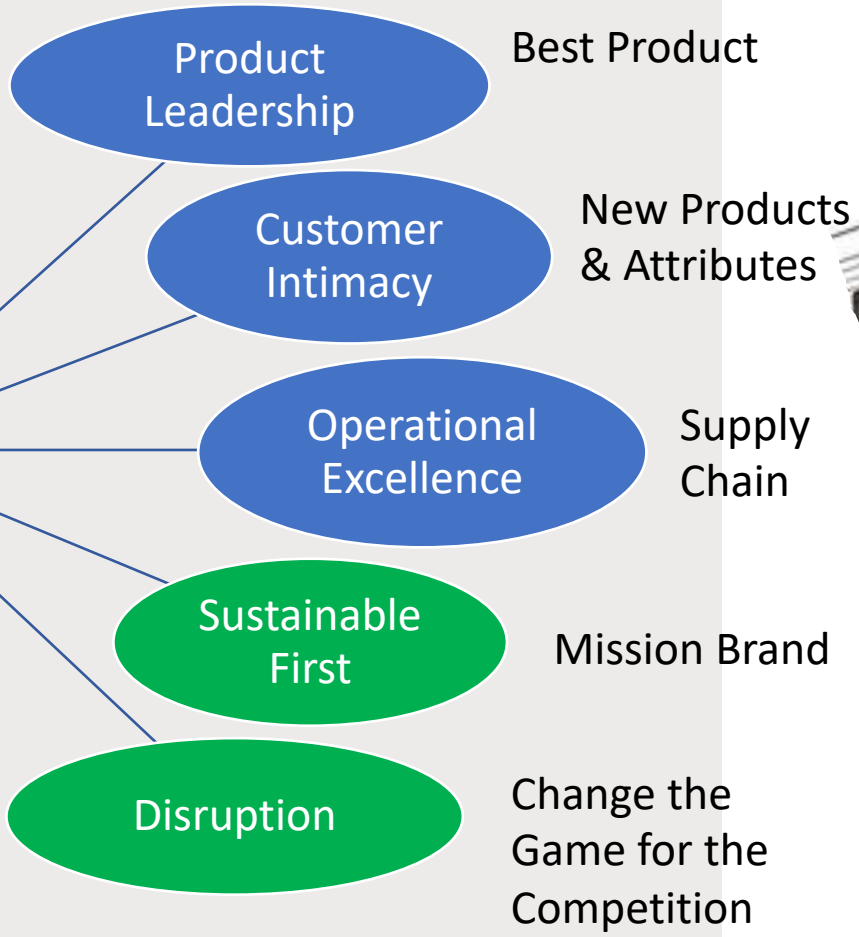 Product
Leadership
Best Product
Customer
Intimacy
New Products
& Attributes
Operational
Excellence
Supply
Chain
Sustainable
First
Mission Brand
Disruption
Change the
Game for the
Competition